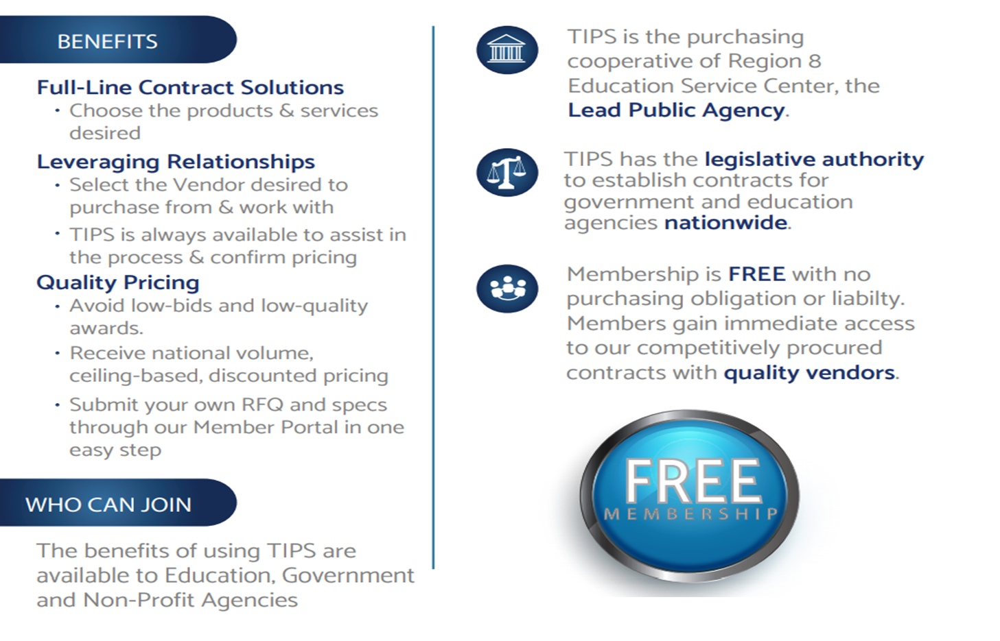 BENEFITS
Full-Line Contract Solutions
• Choose the products & services
desired
Leveraging Relationships
• Select the Vendor desired to
purchase from & work with
• TIPS is always available to assist in
the process & confirm pricing
Quality Pricing
• Avoid low-bids and low-quality
awards.
• Receive national volume,
ceiling-based, discounted pricing
• Submit your own RFQ and specs
through our Member Portal in one
easy step
WHO CAN JOIN
The benefits of using TIPS are
available to Education, Government
and Non-Profit Agencies
TIPS is the purchasing
cooperative of Region 8
Education Service Center, the
Lead Public Agency.
TIPS has the legislative authority
to establish contracts for
government and education
agencies nationwide.
Membership is FREE with no
purchasing obligation or liabilty.
Members gain immediate access
to our competitively procured
contracts with quality vendors.
FREE
MEMBERSHIP